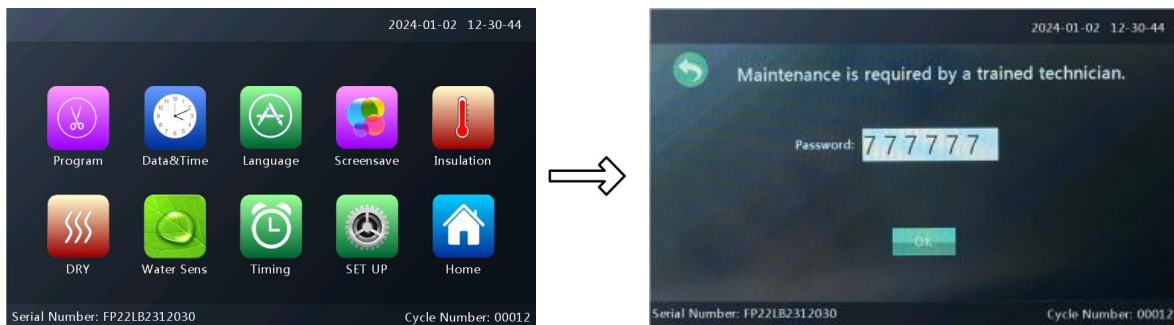 2024-01-02 12-30-44
Program Data&Time Language Screensave Insulation
DRY Water Sens Timing SET UP Home
Serial Number: FP22LB2312030 Cycle Number: 00012
2024-01-02 12-30-44
Maintenance is required by a trained technician.
Password: 777777
OK
Serial Number: FP22LB2312030 Cycle Number: 00012